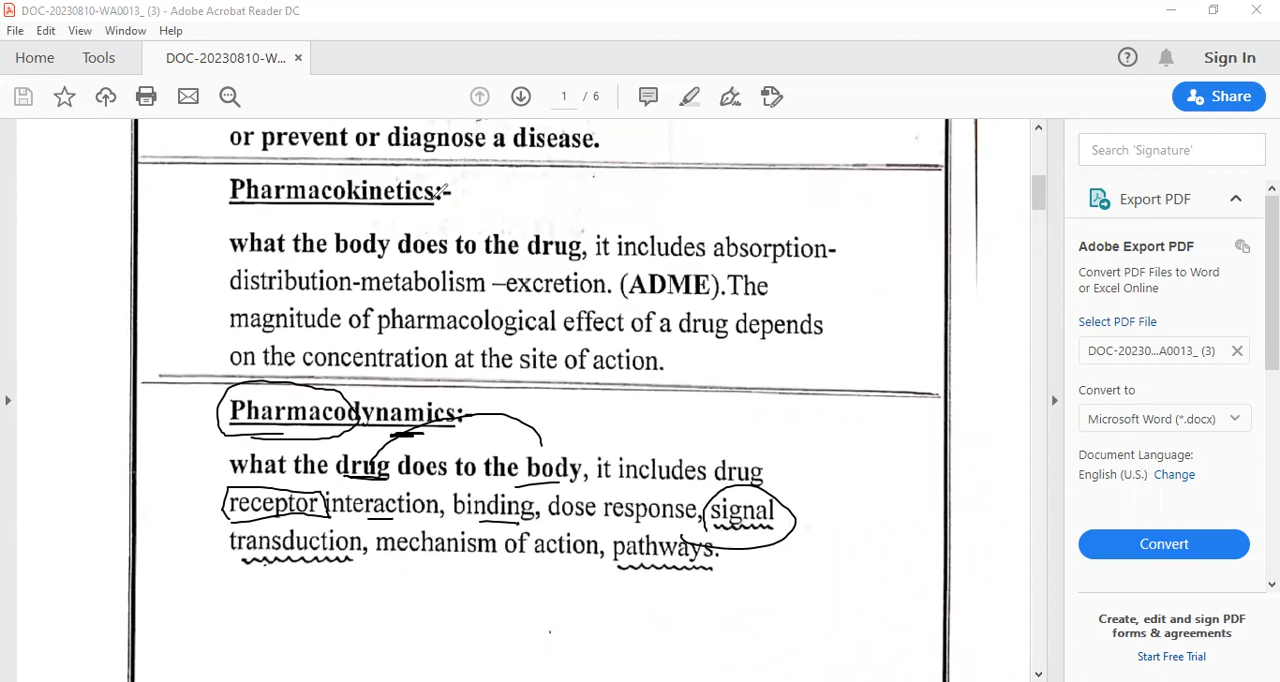 DOC-20230810-WA0013_ (3) - Adobe Acrobat Reader DC
File Edit View Window Help
Home Tools DOC-20230810-W... × Sign In
1 / 6 Share
or prevent or diagnose a disease.
Pharmacokinetics:-
what the body does to the drug, it includes absorption-
distribution-metabolism –excretion. (ADME).The
magnitude of pharmacological effect of a drug depends
on the concentration at the site of action.
Pharmacodynamics:-
what the drug does to the body, it includes drug
receptor interaction, binding, dose response, signal
transduction, mechanism of action, pathways.
Search 'Signature'
Export PDF
Adobe Export PDF
Convert PDF Files to Word
or Excel Online
Select PDF File
DOC-20230...A0013_ (3)
Convert to
Microsoft Word (*.docx)
Document Language:
English (U.S.) Change
Convert
Create, edit and sign PDF
forms & agreements
Start Free Trial